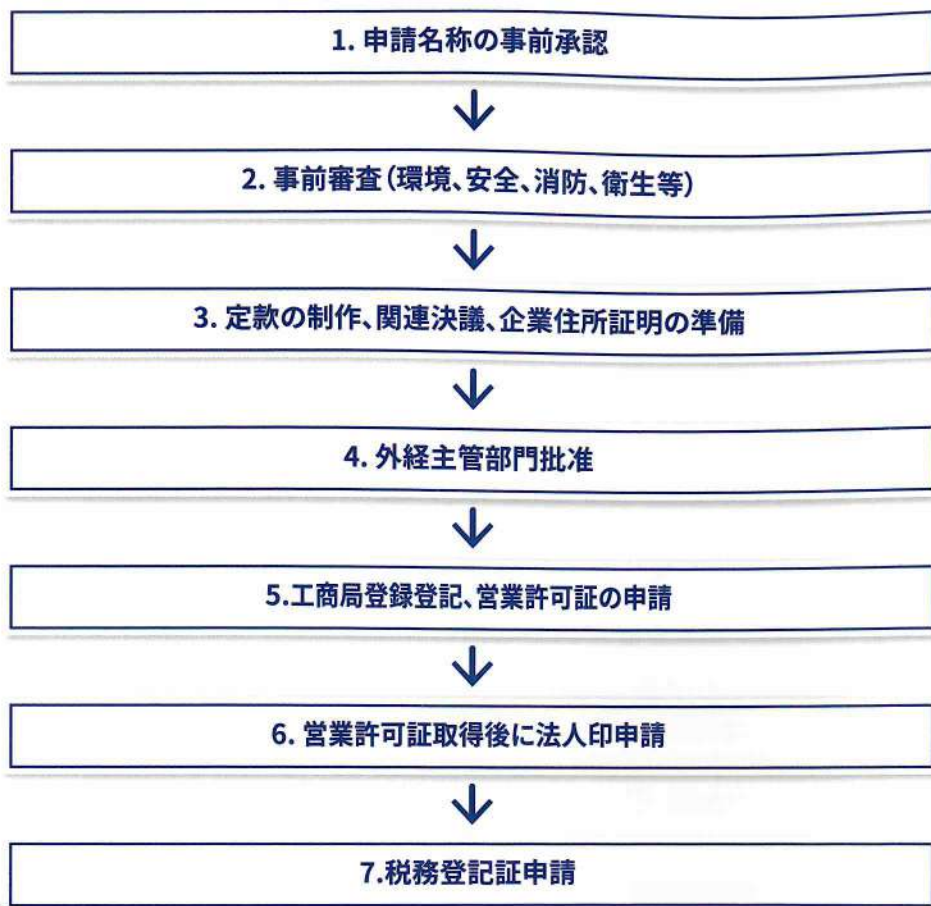 1. 申請名称の事前承認
2. 事前審査(環境、安全、消防、衛生等)
3. 定款の制作、関連決議、企業住所証明の準備
4. 外経主管部門批准
5.工商局登録登記、営業許可証の申請
6. 営業許可証取得後に法人印申請
7.税務登記証申請